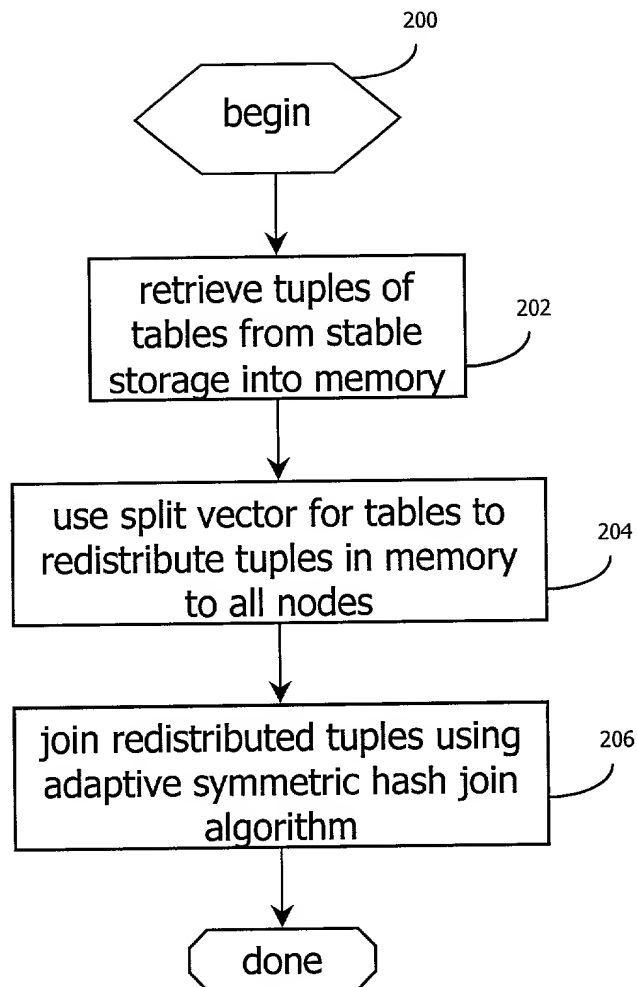 200
begin
retrieve tuples of
tables from stable
storage into memory
202
use split vector for tables to
redistribute tuples in memory
to all nodes
204
join redistributed tuples using
adaptive symmetric hash join
algorithm
206
done